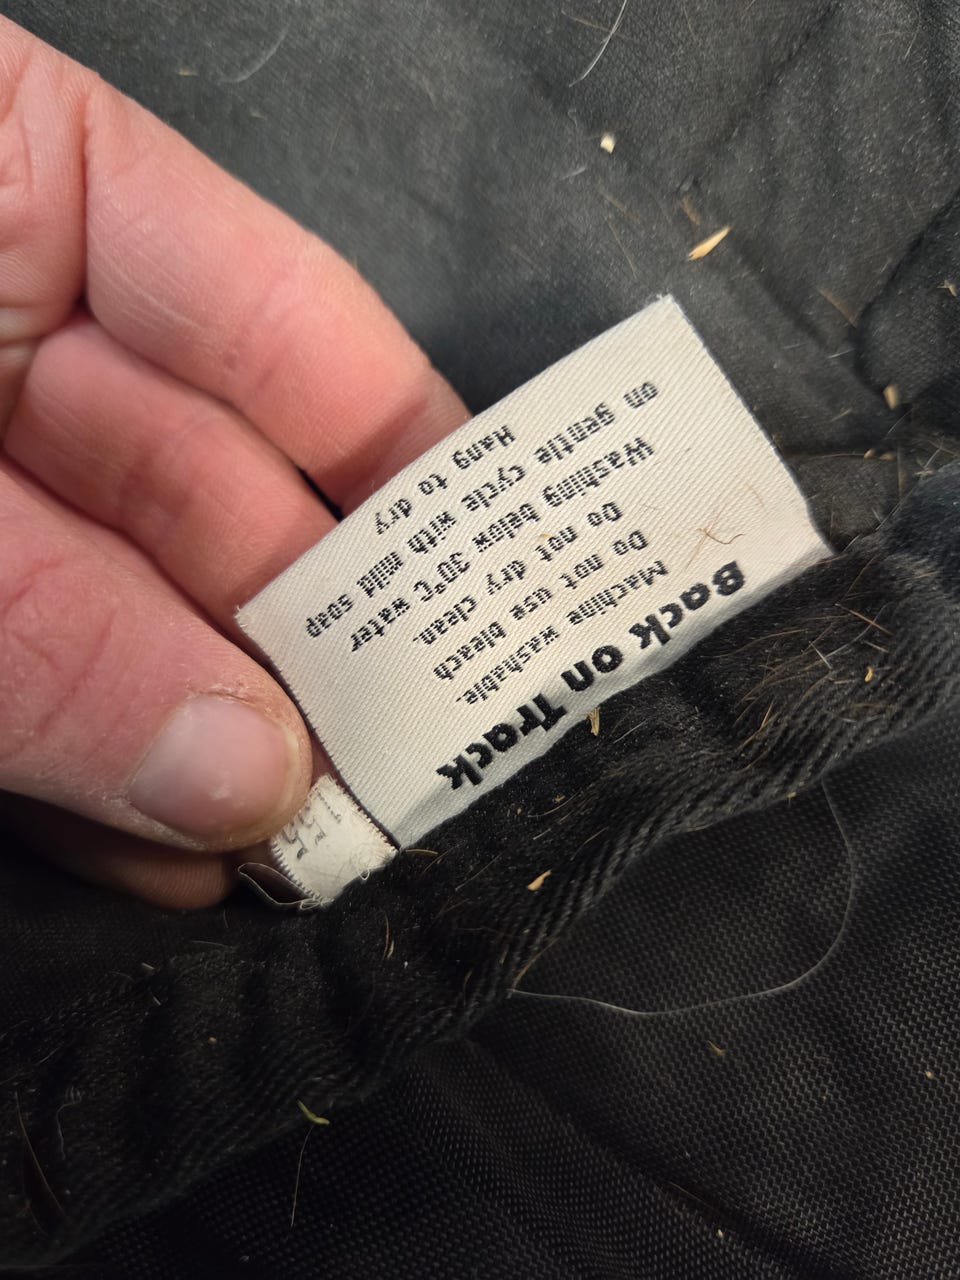 Back on Track
Machine washable
Do not use bleach
Do not dry clean
Washing below 30°C water
on gentle cycle with mild soap
Hang to dry
155